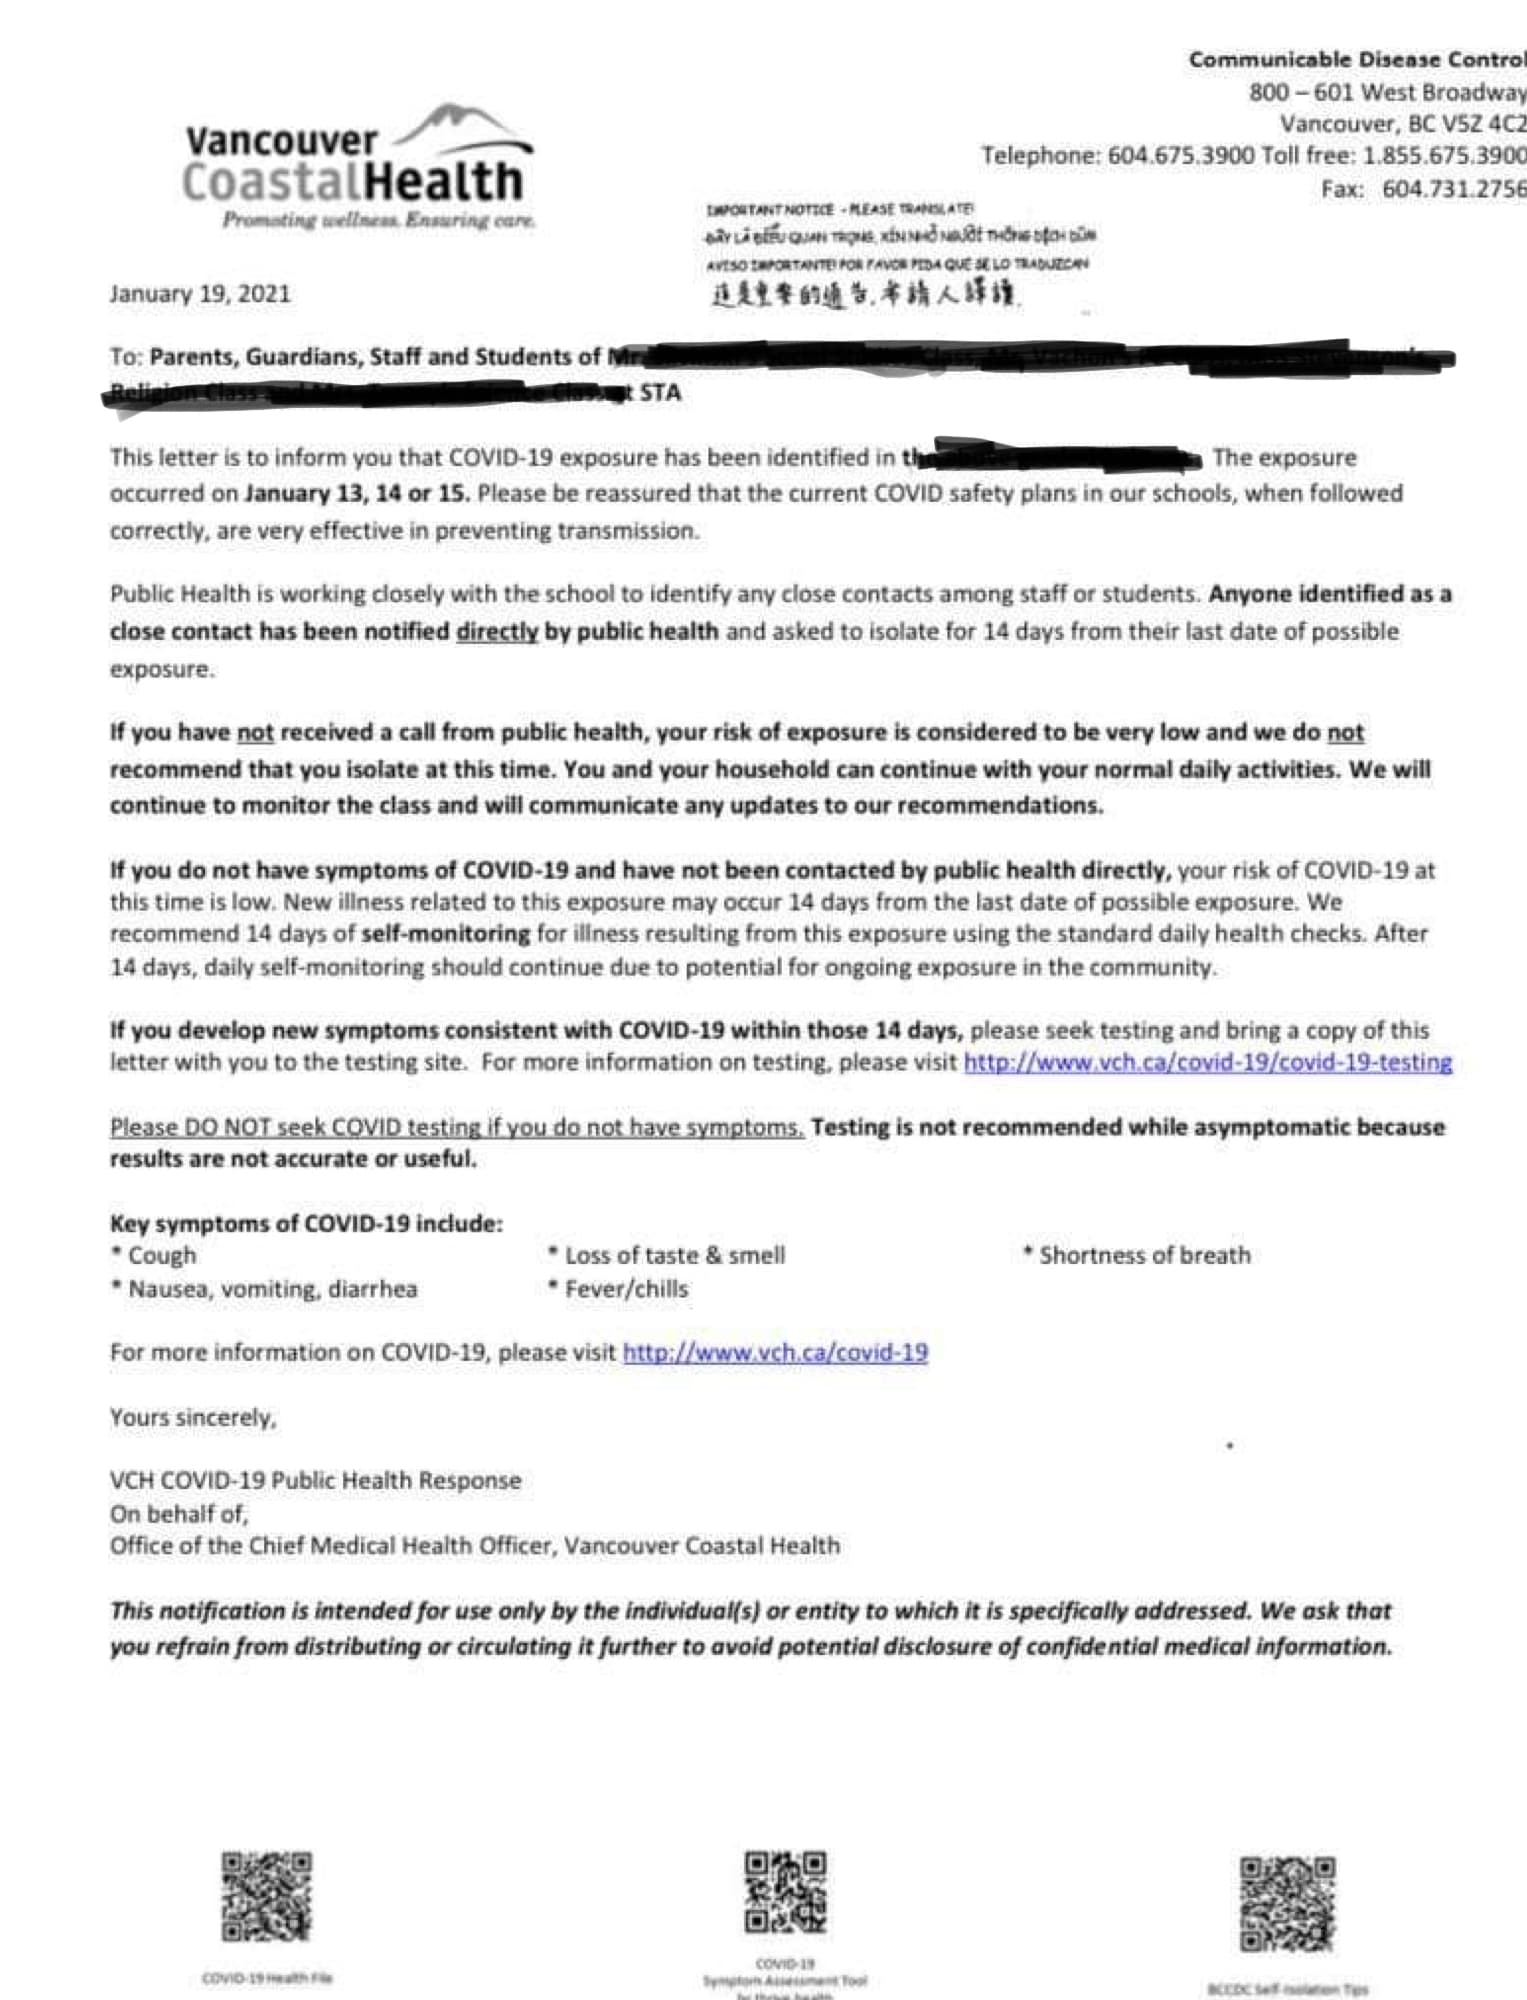 Communicable Disease Control
800 – 601 West Broadway
Vancouver, BC V5Z 4C2
Telephone: 604.675.3900 Toll free: 1.855.675.3900
Fax: 604.731.2756
Vancouver
CoastalHealth
Promoting wellness. Ensuring care.
IMPORTANT NOTICE - PLEASE TRANSLATE!
ĐÂY LÀ ĐIỀU QUAN TRỌNG, XIN NHỜ NGƯỜI THÔNG DỊCH DÙM
AVISO IMPORTANTE! POR FAVOR PIDA QUE SE LO TRADUZCAN
這是重要的通告,希請人譯讀.
January 19, 2021
To: Parents, Guardians, Staff and Students of
STA
This letter is to inform you that COVID-19 exposure has been identified in The exposure
occurred on January 13, 14 or 15. Please be reassured that the current COVID safety plans in our schools, when followed
correctly, are very effective in preventing transmission.
Public Health is working closely with the school to identify any close contacts among staff or students. Anyone identified as a
close contact has been notified directly by public health and asked to isolate for 14 days from their last date of possible
exposure.
If you have not received a call from public health, your risk of exposure is considered to be very low and we do not
recommend that you isolate at this time. You and your household can continue with your normal daily activities. We will
continue to monitor the class and will communicate any updates to our recommendations.
If you do not have symptoms of COVID-19 and have not been contacted by public health directly, your risk of COVID-19 at
this time is low. New illness related to this exposure may occur 14 days from the last date of possible exposure. We
recommend 14 days of self-monitoring for illness resulting from this exposure using the standard daily health checks. After
14 days, daily self-monitoring should continue due to potential for ongoing exposure in the community.
If you develop new symptoms consistent with COVID-19 within those 14 days, please seek testing and bring a copy of this
letter with you to the testing site. For more information on testing, please visit http://www.vch.ca/covid-19/covid-19-testing
Please DO NOT seek COVID testing if you do not have symptoms. Testing is not recommended while asymptomatic because
results are not accurate or useful.
Key symptoms of COVID-19 include:
* Cough * Loss of taste & smell * Shortness of breath
* Nausea, vomiting, diarrhea * Fever/chills
For more information on COVID-19, please visit http://www.vch.ca/covid-19
Yours sincerely,
VCH COVID-19 Public Health Response
On behalf of,
Office of the Chief Medical Health Officer, Vancouver Coastal Health
This notification is intended for use only by the individual(s) or entity to which it is specifically addressed. We ask that
you refrain from distributing or circulating it further to avoid potential disclosure of confidential medical information.
COVID-19 Health File
COVID-19
Symptom Assessment Tool
by thrive health
BCCDC Self-Isolation Tips